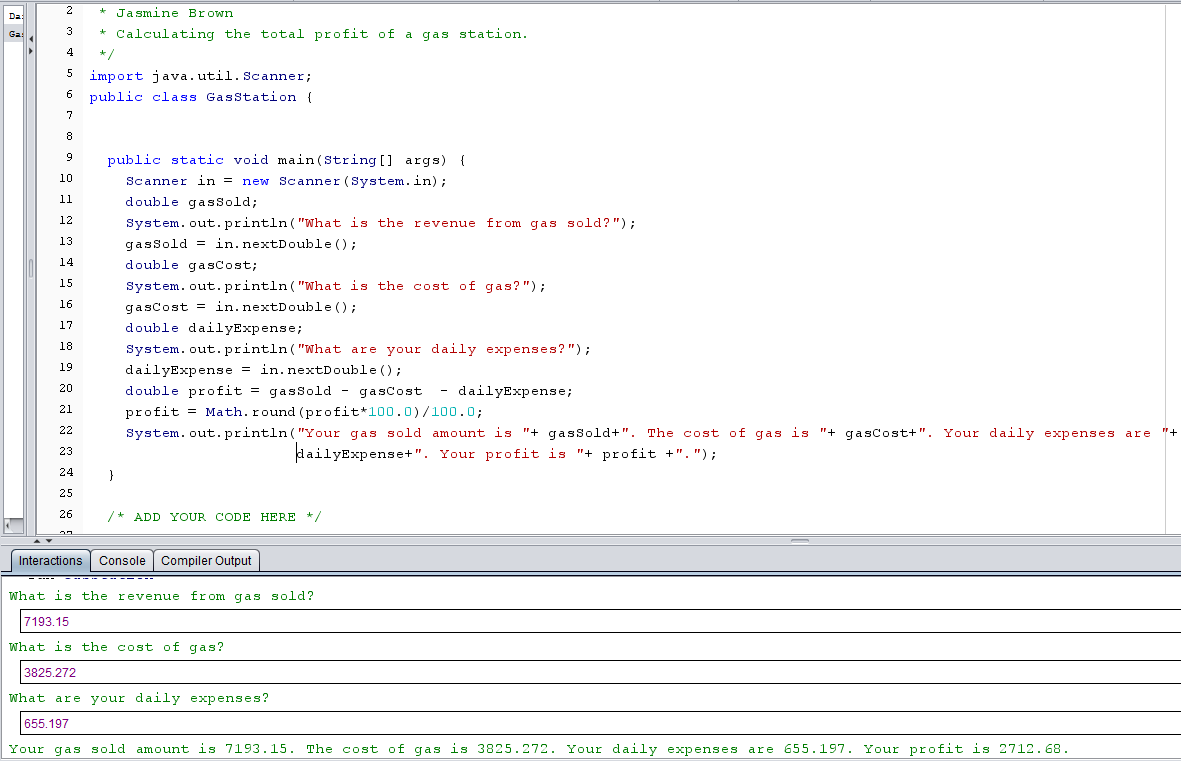 Da
2 * Jasmine Brown
Ga
3 * Calculating the total profit of a gas station.
4 */
5 import java.util.Scanner;
6 public class GasStation {
7
8
9 public static void main(String[] args) {
10 Scanner in = new Scanner(System.in);
11 double gasSold;
12 System.out.println("What is the revenue from gas sold?");
13 gasSold = in.nextDouble();
14 double gasCost;
15 System.out.println("What is the cost of gas?");
16 gasCost = in.nextDouble();
17 double dailyExpense;
18 System.out.println("What are your daily expenses?");
19 dailyExpense = in.nextDouble();
20 double profit = gasSold - gasCost  - dailyExpense;
21 profit = Math.round(profit*100.0)/100.0;
22 System.out.println("Your gas sold amount is "+ gasSold+". The cost of gas is "+ gasCost+". Your daily expenses are "+
23 dailyExpense+". Your profit is "+ profit +".");
24 }
25
26 /* ADD YOUR CODE HERE */
27
Interactions Console Compiler Output
What is the revenue from gas sold?
7193.15
What is the cost of gas?
3825.272
What are your daily expenses?
655.197
Your gas sold amount is 7193.15. The cost of gas is 3825.272. Your daily expenses are 655.197. Your profit is 2712.68.